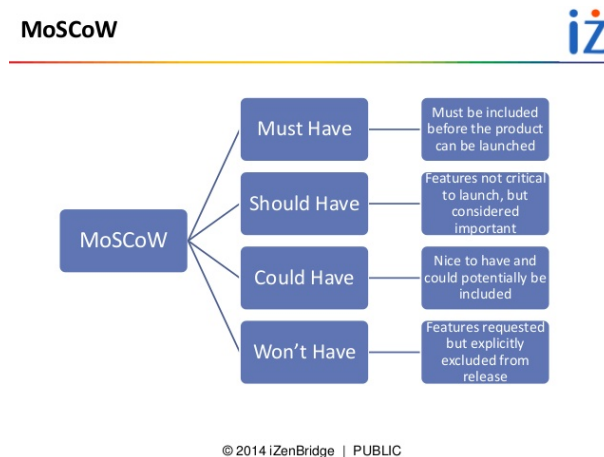 MoSCoW
iZ
MoSCoW
Must Have
Must be included
before the product
can be launched
Should Have
Features not critical
to launch, but
considered
important
Could Have
Nice to have and
could potentially be
included
Won't Have
Features requested
but explicitly
excluded from
release
© 2014 iZenBridge | PUBLIC